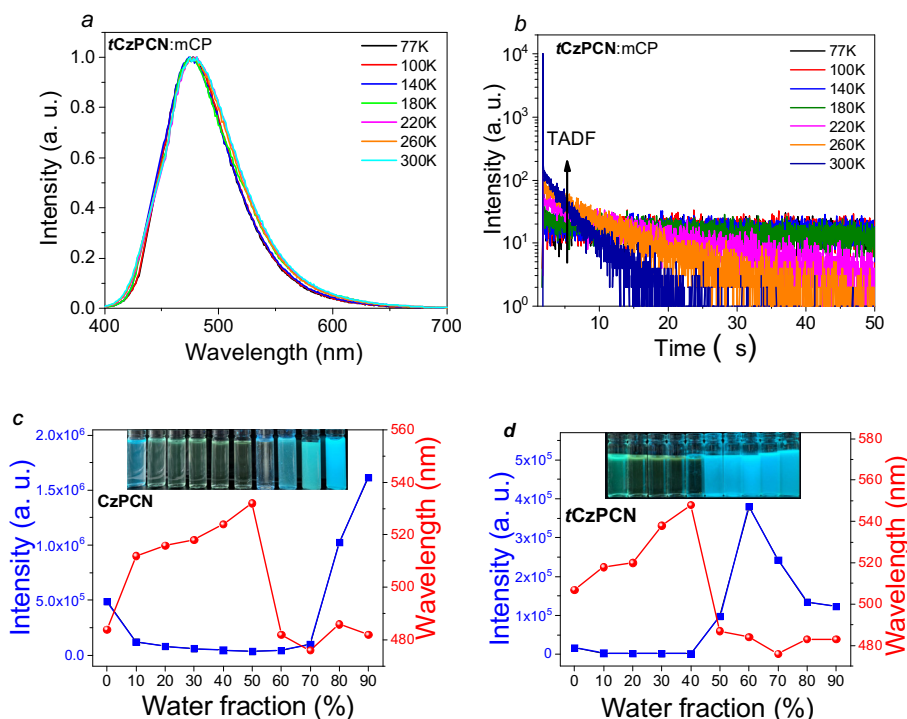 a
tCzPCN:mCP
77K
100K
140K
180K
220K
260K
300K
1.0
0.8
0.6
0.4
0.2
0.0
Intensity (a. u.)
400 500 600 700
Wavelength (nm)
b
tCzPCN:mCP
77K
100K
140K
180K
220K
260K
300K
TADF
10⁴
10³
10²
10¹
10⁰
Intensity (a. u.)
10 20 30 40 50
Time ( s)
c
CzPCN
2.0x10⁶
1.5x10⁶
1.0x10⁶
5.0x10⁵
0.0
Intensity (a. u.)
560
540
520
500
480
Wavelength (nm)
0 10 20 30 40 50 60 70 80 90
Water fraction (%)
d
tCzPCN
5x10⁵
4x10⁵
3x10⁵
2x10⁵
1x10⁵
0
Intensity (a. u.)
580
560
540
520
500
480
Wavelength (nm)
0 10 20 30 40 50 60 70 80 90
Water fraction (%)